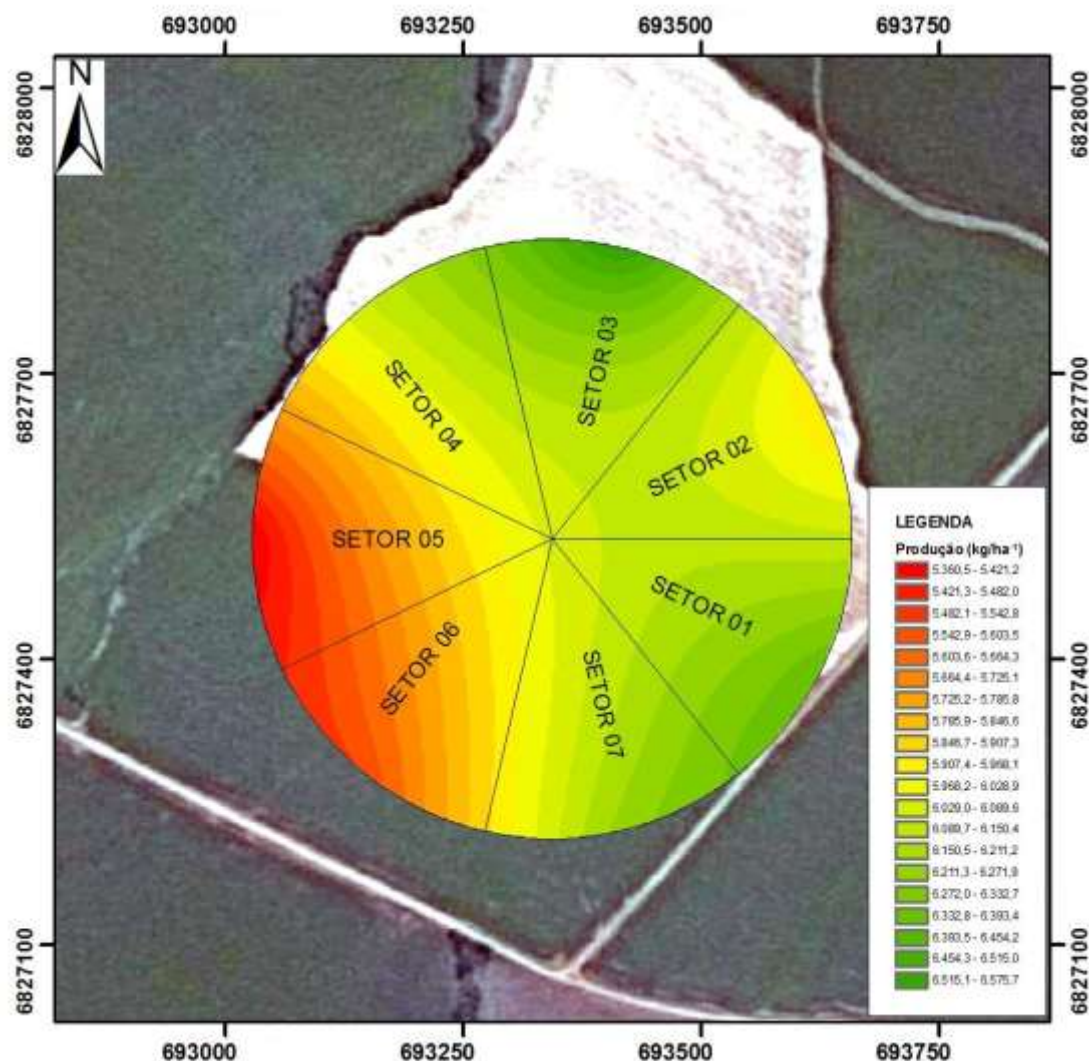 693000 693250 693500 693750
N
6828000 6828000
6827700 6827700
6827400 6827400
6827100 6827100
SETOR 03
SETOR 04
SETOR 02
SETOR 05
SETOR 01
SETOR 06
SETOR 07
LEGENDA
Produção (kg/ha⁻¹)
5.360,5 - 5.421,2
5.421,3 - 5.482,0
5.482,1 - 5.542,8
5.542,9 - 5.603,5
5.603,6 - 5.664,3
5.664,4 - 5.725,1
5.725,2 - 5.785,8
5.785,9 - 5.846,6
5.846,7 - 5.907,3
5.907,4 - 5.968,1
5.968,2 - 6.028,9
6.029,0 - 6.089,6
6.089,7 - 6.150,4
6.150,5 - 6.211,2
6.211,3 - 6.271,9
6.272,0 - 6.332,7
6.332,8 - 6.393,4
6.393,5 - 6.454,2
6.454,3 - 6.515,0
6.515,1 - 6.575,7
693000 693250 693500 693750